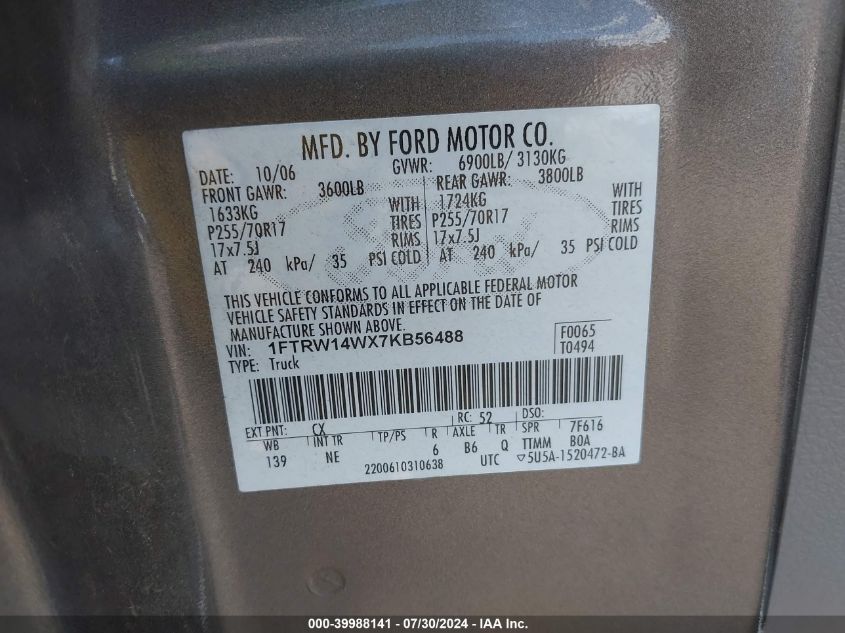 MFD. BY FORD MOTOR CO.
DATE: 10/06 GVWR: 6900LB/ 3130KG
FRONT GAWR: 3600LB REAR GAWR: 3800LB
1633KG WITH 1724KG WITH
P255/70R17 TIRES P255/70R17 TIRES
17x7.5J RIMS 17x7.5J RIMS
AT 240 kPa/ 35 PSI COLD AT 240 kPa/ 35 PSI COLD
THIS VEHICLE CONFORMS TO ALL APPLICABLE FEDERAL MOTOR
VEHICLE SAFETY STANDARDS IN EFFECT ON THE DATE OF
MANUFACTURE SHOWN ABOVE.
VIN: 1FTRW14WX7KB56488 F0065
TYPE: Truck T0494
EXT PNT: CX RC: 52 DSO:
WB INT TR TP/PS R AXLE TR SPR 7F616
139 NE 6 B6 Q TTMM BOA
2200610310638 UTC ▽5U5A-1520472-BA
000-39988141 / 07/30/2024 - IAA Inc.